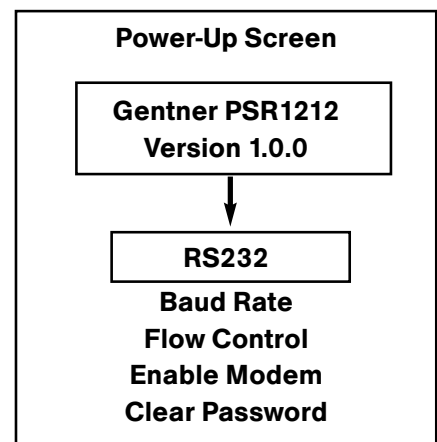 Power-Up Screen
Gentner PSR1212
Version 1.0.0
RS232
Baud Rate
Flow Control
Enable Modem
Clear Password